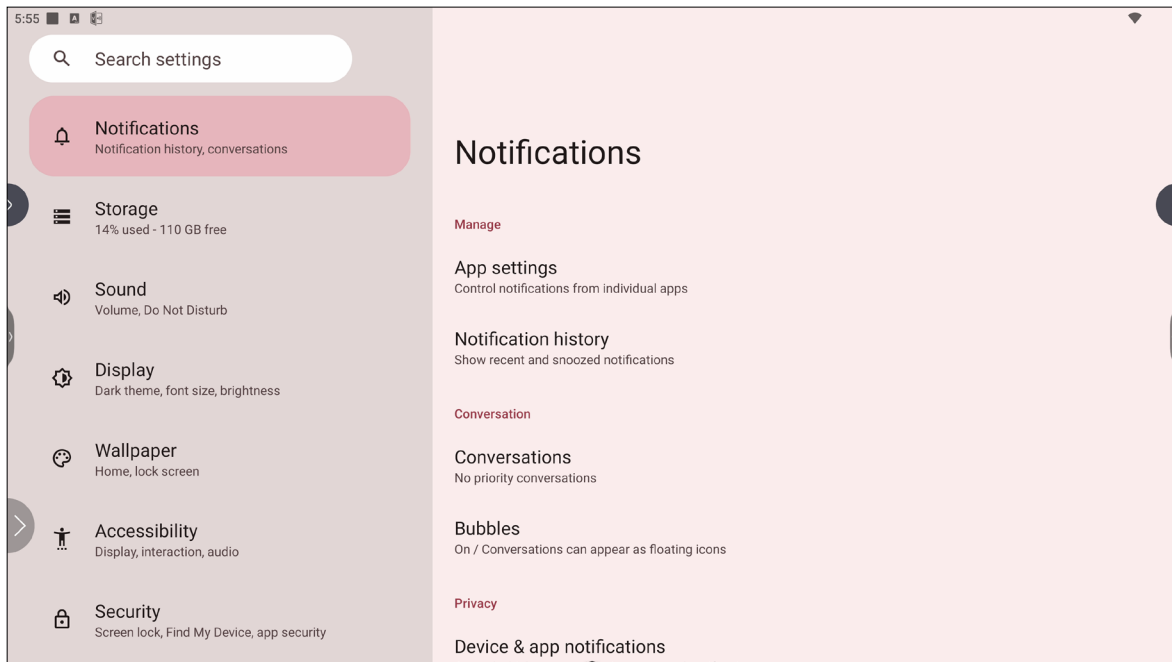 5:55
A
Search settings
Notifications
Notification history, conversations
Storage
14% used - 110 GB free
Sound
Volume, Do Not Disturb
Display
Dark theme, font size, brightness
Wallpaper
Home, lock screen
Accessibility
Display, interaction, audio
Security
Screen lock, Find My Device, app security
Notifications
Manage
App settings
Control notifications from individual apps
Notification history
Show recent and snoozed notifications
Conversation
Conversations
No priority conversations
Bubbles
On / Conversations can appear as floating icons
Privacy
Device & app notifications